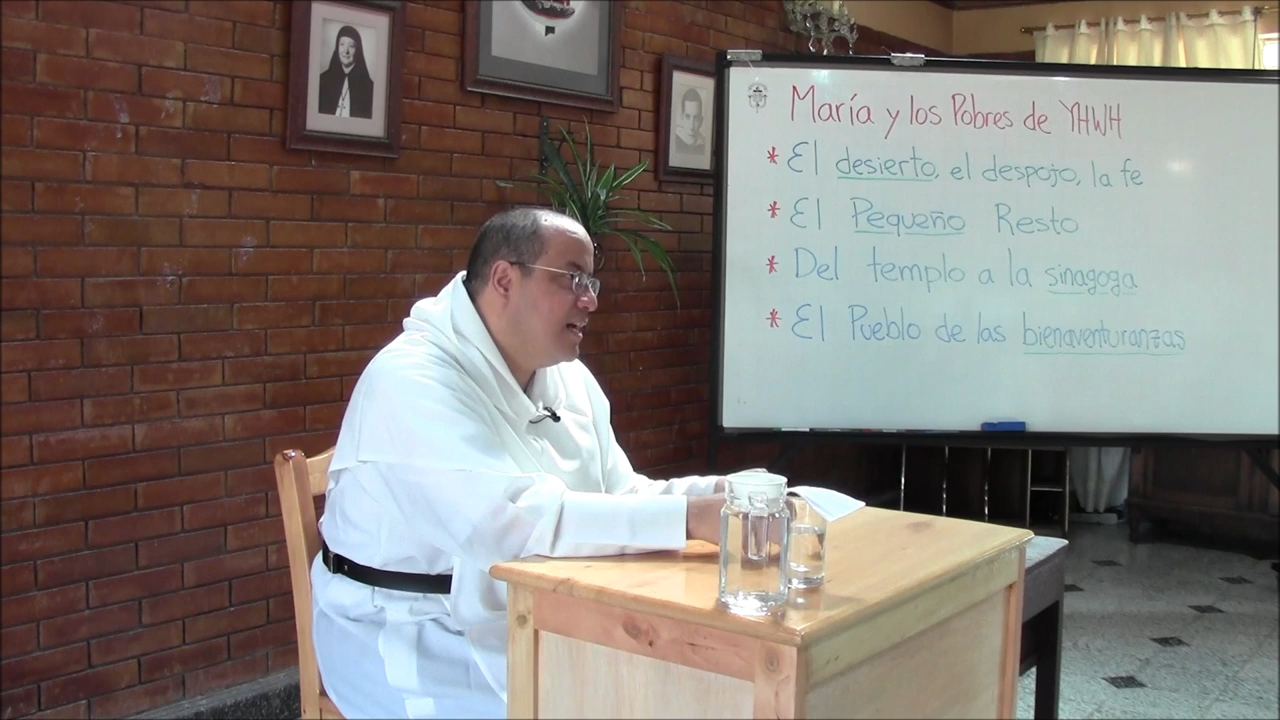 María y los Pobres de YHWH
* El desierto, el despojo, la fe
* El Pequeño Resto
* Del templo a la sinagoga
* El Pueblo de las bienaventuranzas